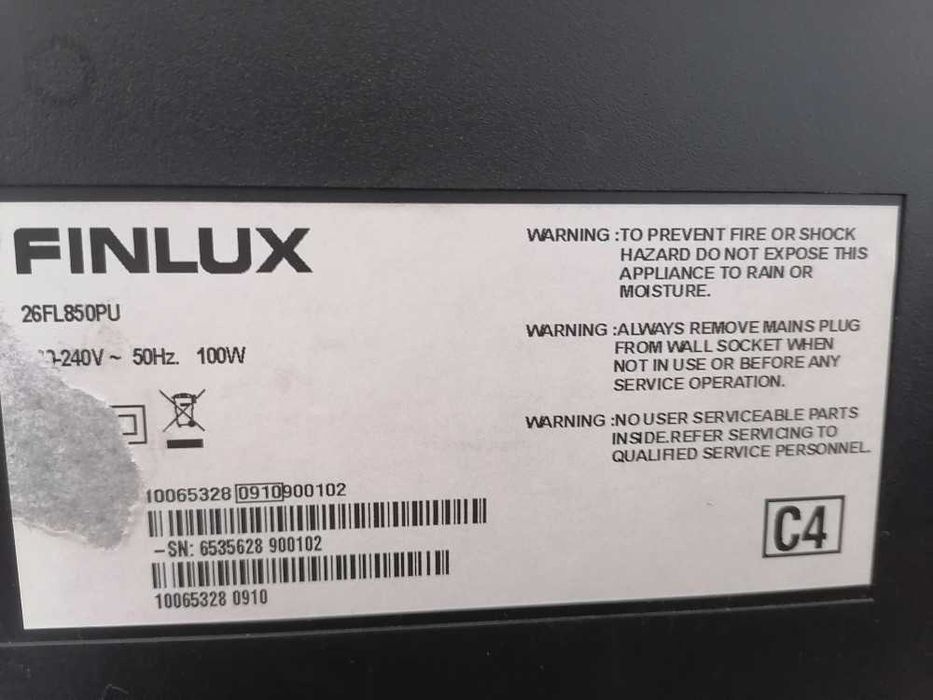 FINLUX
26FL850PU
-240V ~ 50Hz. 100W
10065328 0910 900102
-SN: 6535628 900102
10065328 0910
WARNING :TO PREVENT FIRE OR SHOCK
HAZARD DO NOT EXPOSE THIS
APPLIANCE TO RAIN OR
MOISTURE.
WARNING :ALWAYS REMOVE MAINS PLUG
FROM WALL SOCKET WHEN
NOT IN USE OR BEFORE ANY
SERVICE OPERATION.
WARNING :NO USER SERVICEABLE PARTS
INSIDE.REFER SERVICING TO
QUALIFIED SERVICE PERSONNEL.
C4